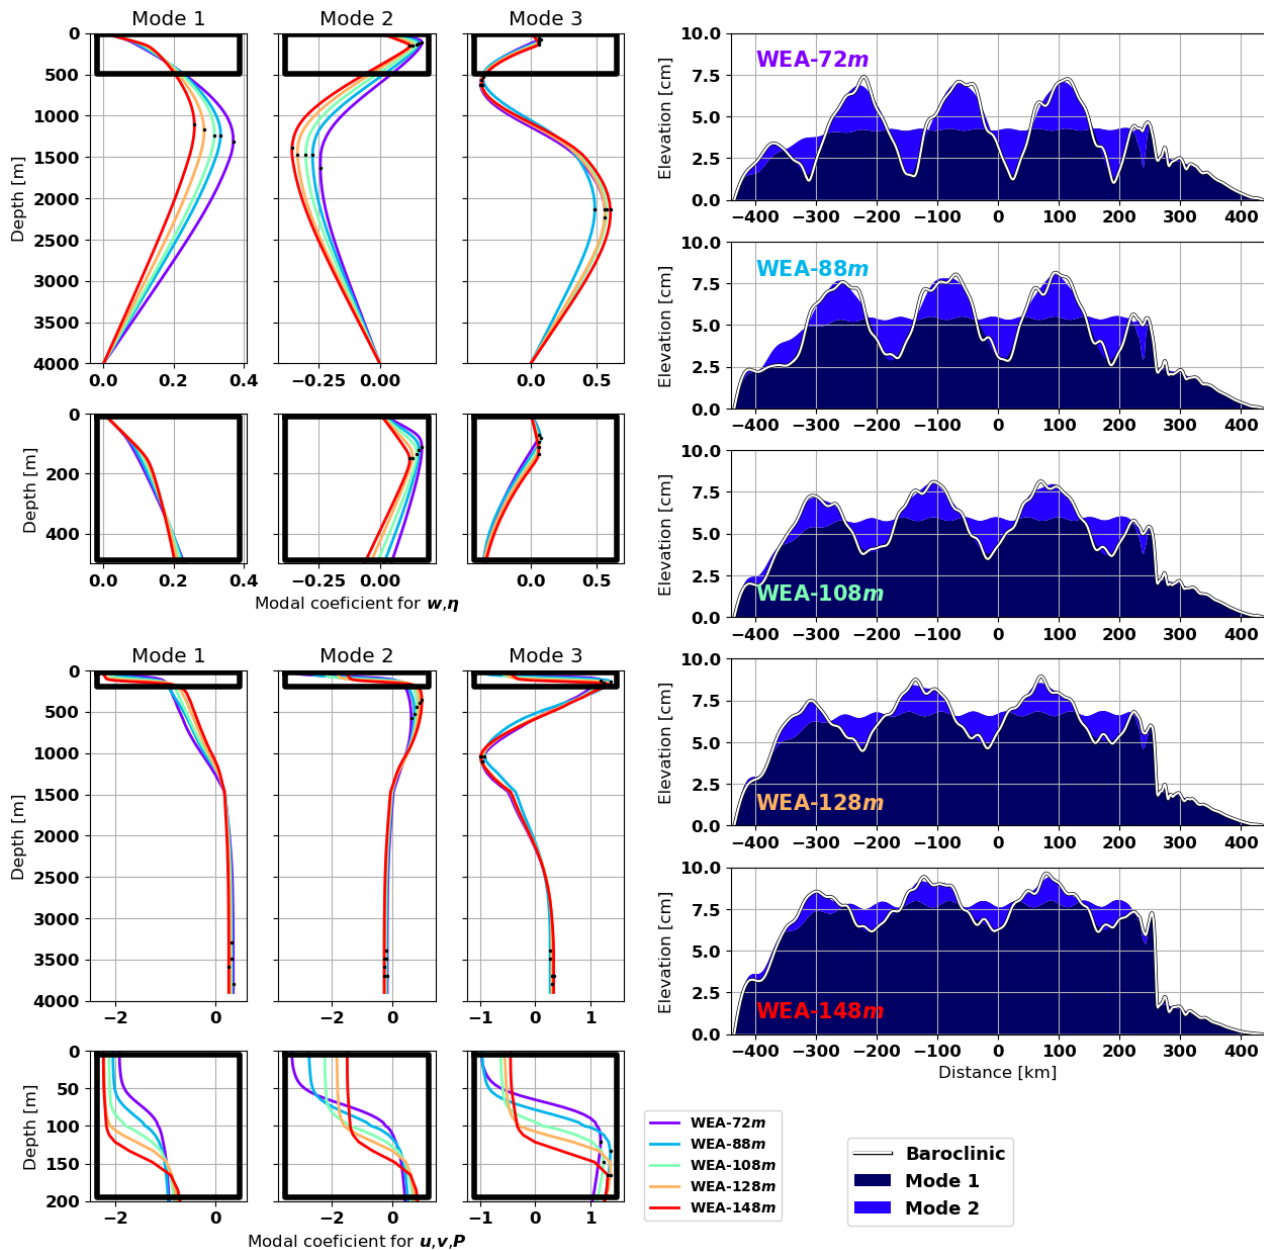 Mode 1 Mode 2 Mode 3
Depth [m]
0
500
1000
1500
2000
2500
3000
3500
4000
0.0 0.2 0.4
−0.25 0.00
0.0 0.5
Depth [m]
0
200
400
0.0 0.2 0.4
−0.25 0.00
0.0 0.5
Modal coeficient for w,η
Mode 1 Mode 2 Mode 3
Depth [m]
0
500
1000
1500
2000
2500
3000
3500
4000
−2 0
−2 0
−1 0 1
Depth [m]
0
50
100
150
200
−2 0
−2 0
−1 0 1
Modal coeficient for u,v,P
WEA-72m
WEA-88m
WEA-108m
WEA-128m
WEA-148m
Elevation [cm]
10.0
7.5
5.0
2.5
0.0
WEA-72m
−400 −300 −200 −100 0 100 200 300 400
Elevation [cm]
10.0
7.5
5.0
2.5
0.0
WEA-88m
−400 −300 −200 −100 0 100 200 300 400
Elevation [cm]
10.0
7.5
5.0
2.5
0.0
WEA-108m
−400 −300 −200 −100 0 100 200 300 400
Elevation [cm]
10.0
7.5
5.0
2.5
0.0
WEA-128m
−400 −300 −200 −100 0 100 200 300 400
Elevation [cm]
10.0
7.5
5.0
2.5
0.0
WEA-148m
−400 −300 −200 −100 0 100 200 300 400
Distance [km]
Baroclinic
Mode 1
Mode 2